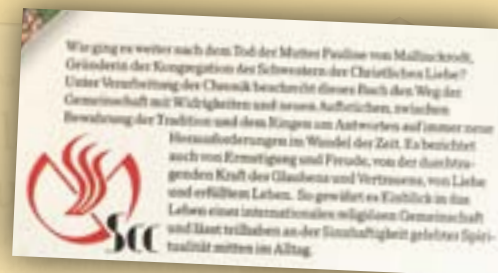 Wie ging es weiter nach dem Tod der Mutter Pauline von Mallinckrodt,
Gründerin der Kongregation der Schwestern der Christlichen Liebe?
Unter Verarbeitung der Chronik beschreibt dieses Buch den Weg der
Gemeinschaft mit Widrigkeiten und neuen Aufbrüchen, zwischen
Bewahrung der Tradition und dem Ringen um Antworten auf immer neue
Herausforderungen im Wandel der Zeit. Es berichtet
auch von Ermutigung und Freude, von der durchtra-
genden Kraft des Glaubens und Vertrauens, von Liebe
und erfülltem Leben. So gewährt es Einblick in das
Leben einer internationalen religiösen Gemeinschaft
und lässt teilhaben an der Sinnhaftigkeit gelebter Spiri-
tualität mitten im Alltag.
SCC